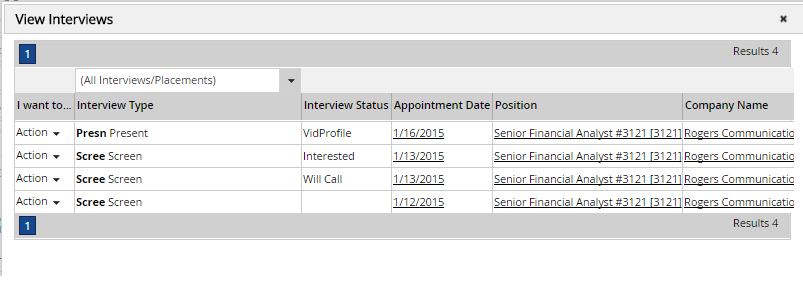 View Interviews ×
1 Results 4
(All Interviews/Placements)
I want to... Interview Type Interview Status Appointment Date Position Company Name
Action Presn Present VidProfile 1/16/2015 Senior Financial Analyst #3121 [3121] Rogers Communicatio
Action Scree Screen Interested 1/13/2015 Senior Financial Analyst #3121 [3121] Rogers Communicatio
Action Scree Screen Will Call 1/13/2015 Senior Financial Analyst #3121 [3121] Rogers Communicatio
Action Scree Screen 1/12/2015 Senior Financial Analyst #3121 [3121] Rogers Communicatio
1 Results 4